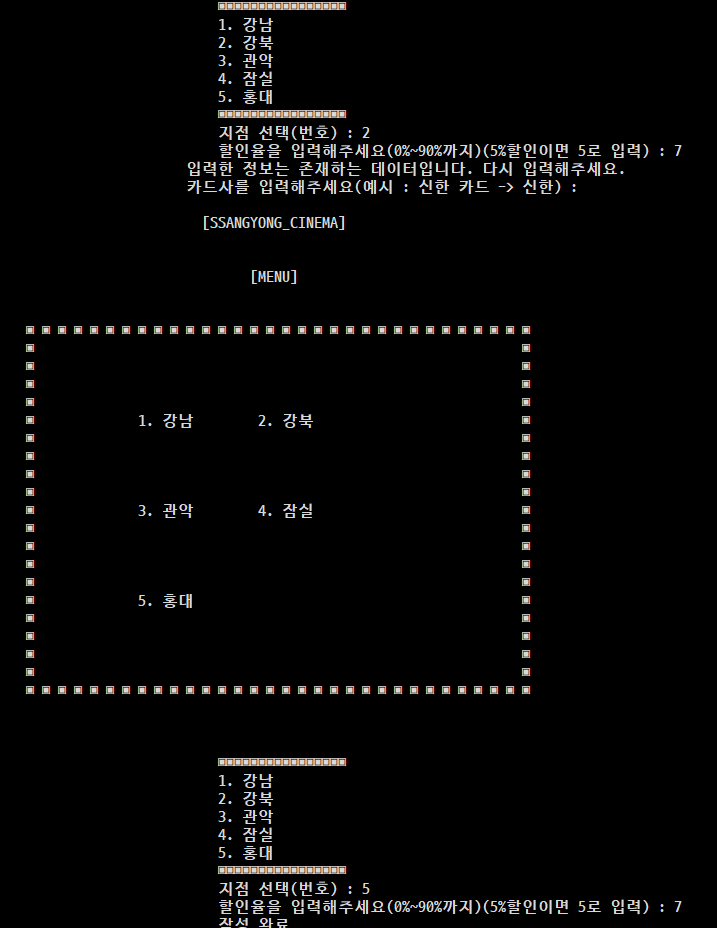 1. 강남
2. 강북
3. 관악
4. 잠실
5. 홍대
지점 선택(번호) : 2
할인율을 입력해주세요(0%~90%까지)(5%할인이면 5로 입력) : 7
입력한 정보는 존재하는 데이터입니다. 다시 입력해주세요.
카드사를 입력해주세요(예시 : 신한 카드 -> 신한) :
[SSANGYONG_CINEMA]
[MENU]
1. 강남 2. 강북
3. 관악 4. 잠실
5. 홍대
1. 강남
2. 강북
3. 관악
4. 잠실
5. 홍대
지점 선택(번호) : 5
할인율을 입력해주세요(0%~90%까지)(5%할인이면 5로 입력) : 7
작성 완료